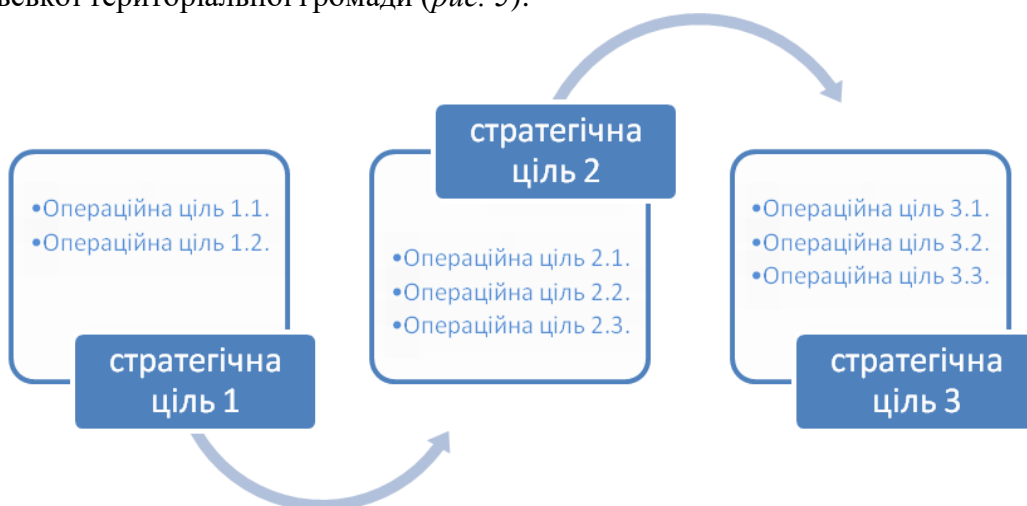 територіальної громади (рис. 5).
•Операційна ціль 1.1.
•Операційна ціль 1.2.
стратегічна
ціль 1
стратегічна
ціль 2
•Операційна ціль 2.1.
•Операційна ціль 2.2.
•Операційна ціль 2.3.
•Операційна ціль 3.1.
•Операційна ціль 3.2.
•Операційна ціль 3.3.
стратегічна
ціль 3